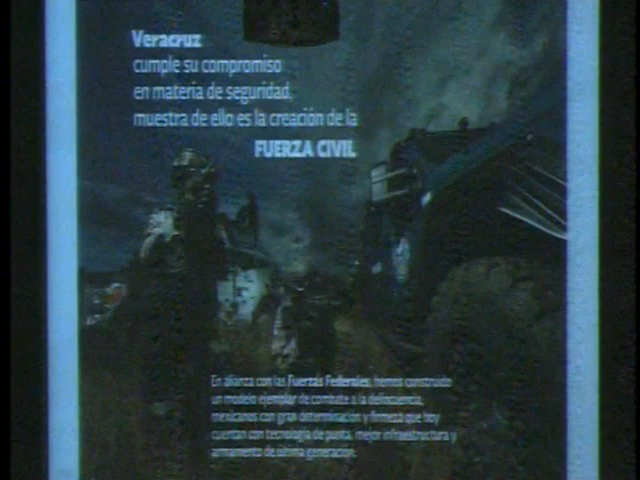 Veracruz
cumple su compromiso
en materia de seguridad,
muestra de ello es la creación de la
FUERZA CIVIL
En alianza con las Fuerzas Federales, hemos construido
un modelo ejemplar de combate a la delincuencia,
mexicanos con gran determinación y firmeza que hoy
cuentan con tecnología de punta, mejor infraestructura y
armamento de última generación.